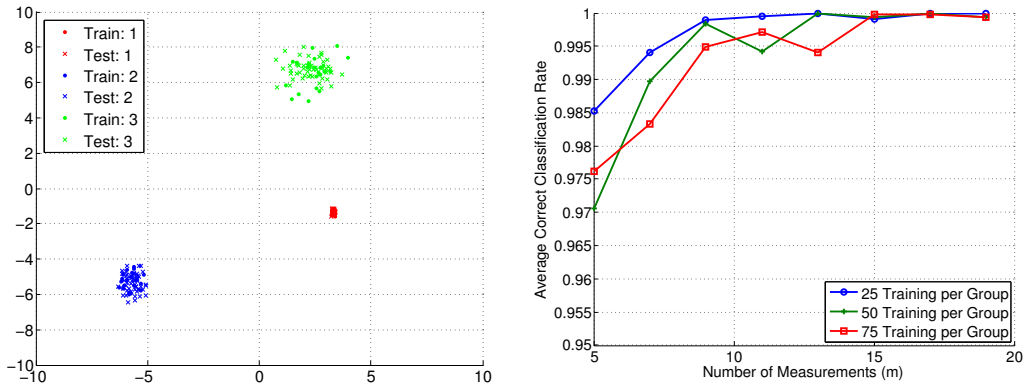 10
8
6
4
2
0
−2
−4
−6
−8
−10
−10
−5
0
5
10
Train: 1
Test: 1
Train: 2
Test: 2
Train: 3
Test: 3
Average Correct Classification Rate
1
0.995
0.99
0.985
0.98
0.975
0.97
0.965
0.96
0.955
0.95
5
10
15
20
Number of Measurements (m)
25 Training per Group
50 Training per Group
75 Training per Group